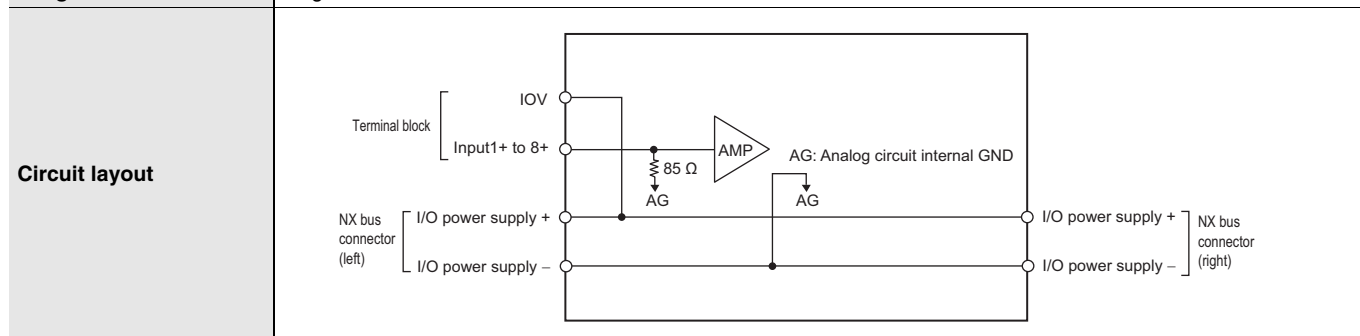 Circuit layout
Terminal block
IOV
Input1+ to 8+
AMP
85 Ω
AG
AG: Analog circuit internal GND
AG
NX bus
connector
(left)
I/O power supply +
I/O power supply –
I/O power supply +
I/O power supply –
NX bus
connector
(right)